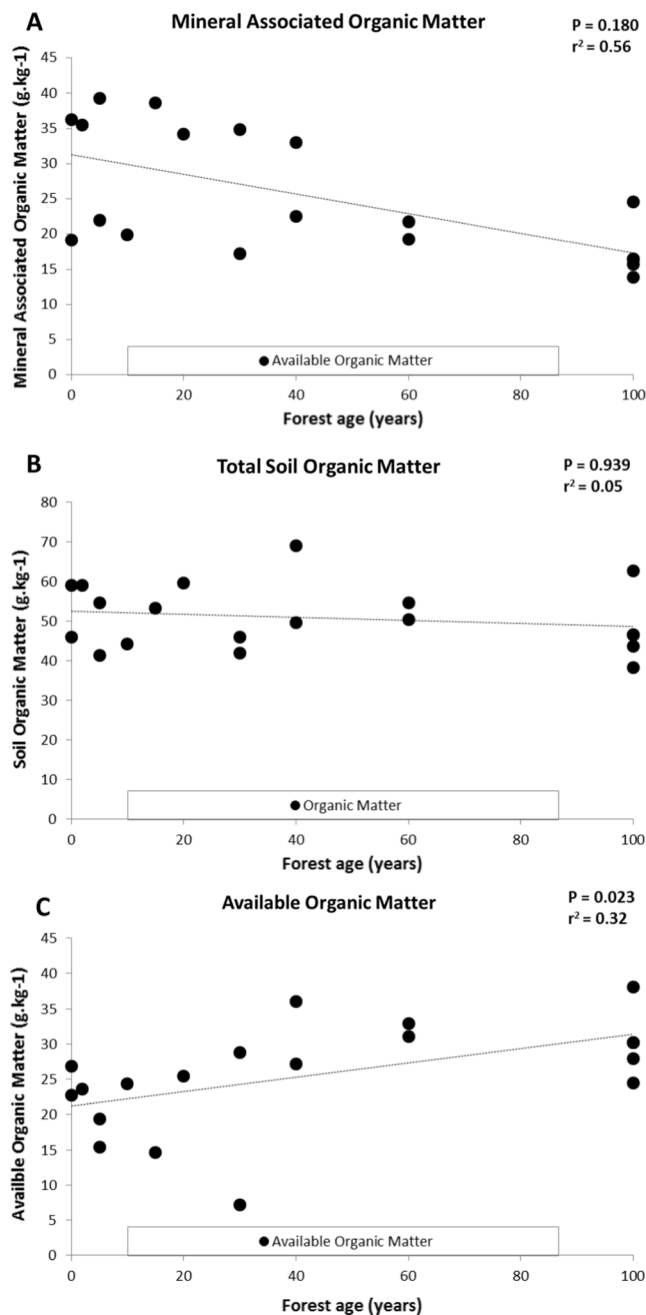 A
Mineral Associated Organic Matter
P = 0.180
r² = 0.56
Mineral Associated Organic Matter (g.kg-1)
45
40
35
30
25
20
15
10
5
0
Available Organic Matter
0 20 40 60 80 100
Forest age (years)
B
Total Soil Organic Matter
P = 0.939
r² = 0.05
Soil Organic Matter (g.kg-1)
80
70
60
50
40
30
20
10
0
Organic Matter
0 20 40 60 80 100
Forest age (years)
C
Available Organic Matter
P = 0.023
r² = 0.32
Availble Organic Matter (g.kg-1)
45
40
35
30
25
20
15
10
5
0
Available Organic Matter
0 20 40 60 80 100
Forest age (years)